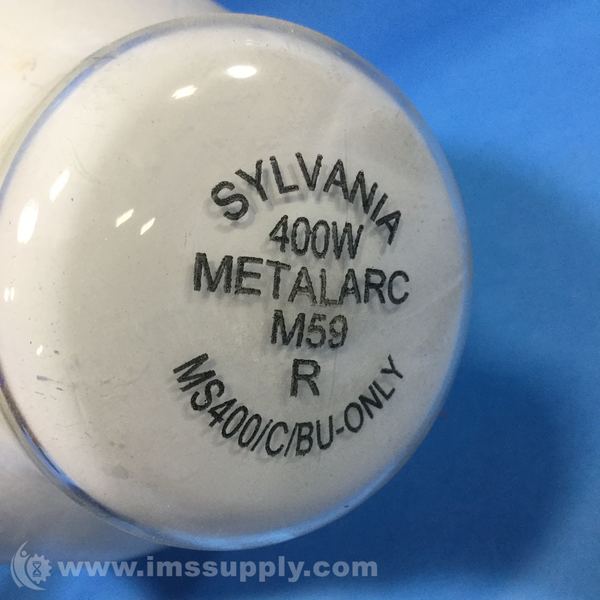 SYLVANIA
400W
METALARC
M59
R
MS400/C/BU-ONLY
www.imssupply.com